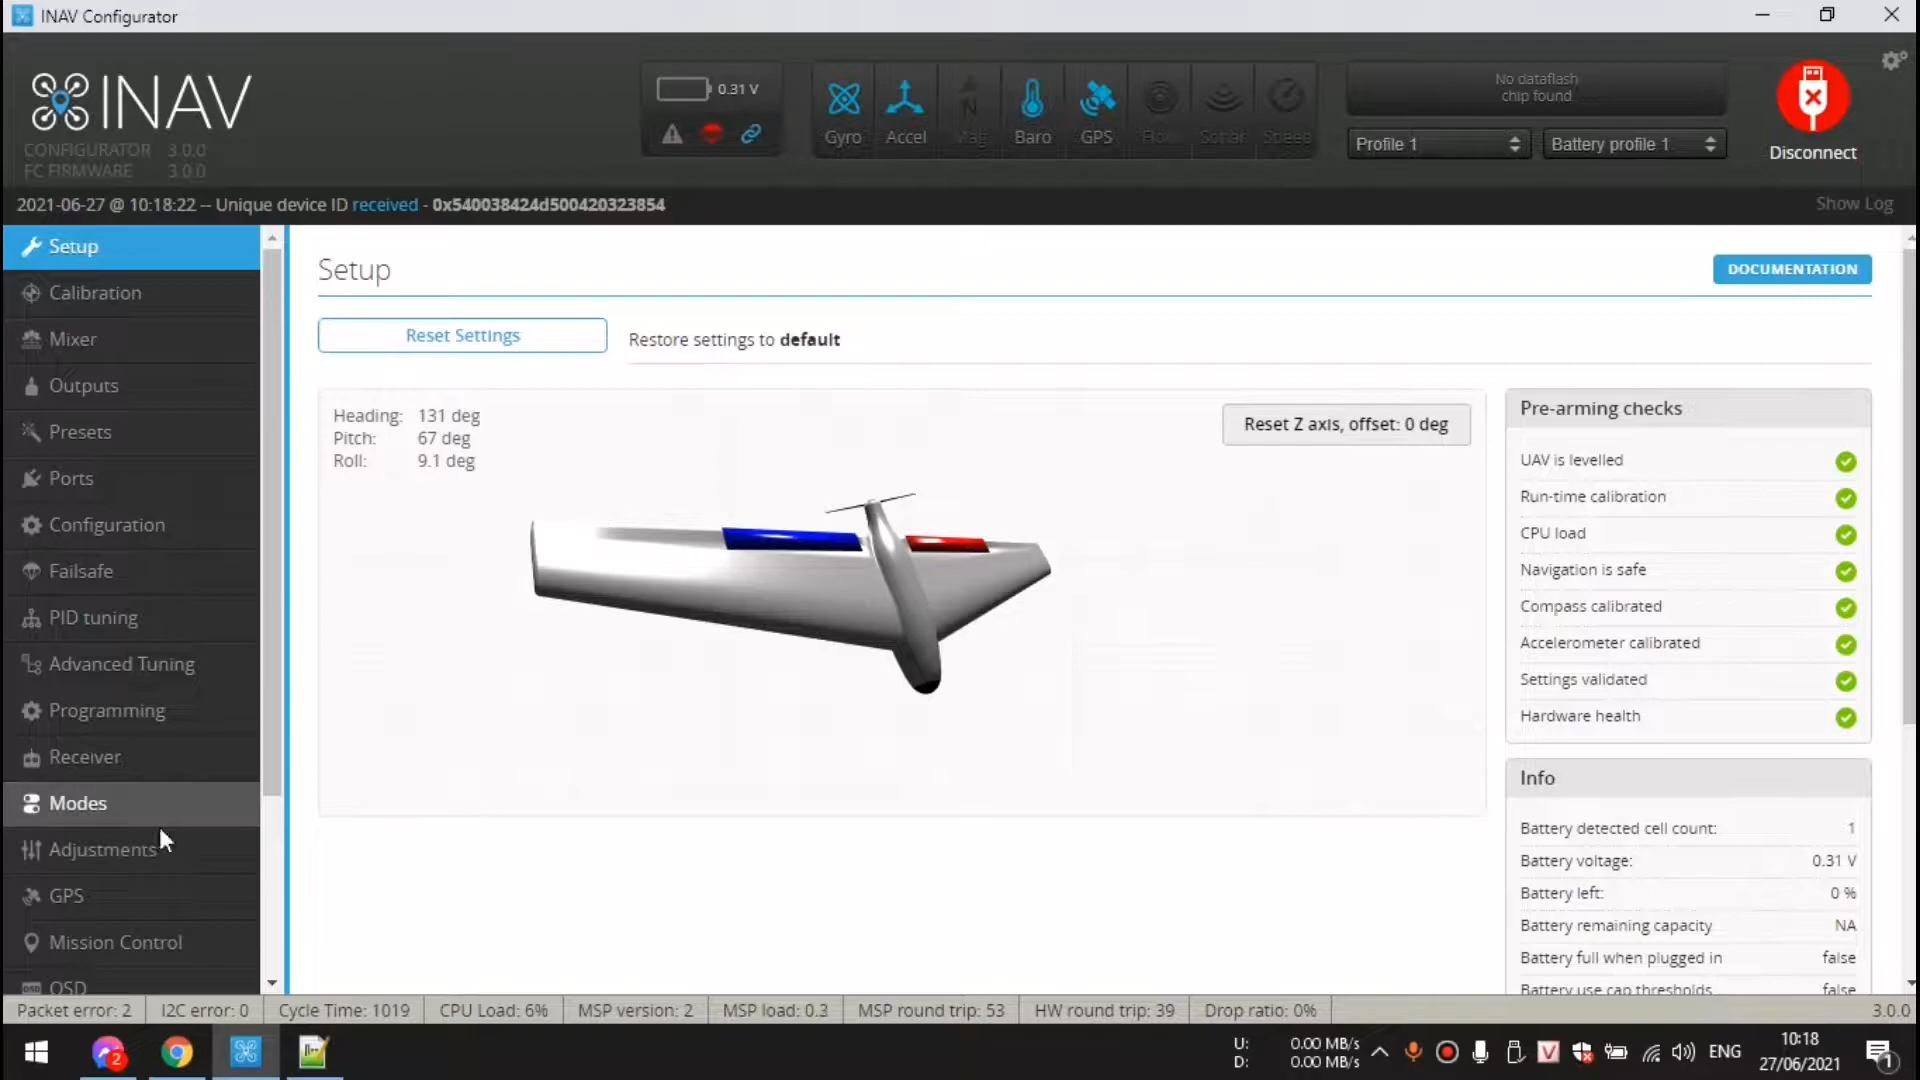 INAV Configurator
INAV
CONFIGURATOR 3.0.0
FC FIRMWARE 3.0.0
0.31 V
Gyro
Accel
Mag
Baro
GPS
Flow
Sonar
Speed
No dataflash
chip found
Profile 1
Battery profile 1
Disconnect
2021-06-27 @ 10:18:22 -- Unique device ID received - 0x540038424d500420323854
Show Log
Setup
Calibration
Mixer
Outputs
Presets
Ports
Configuration
Failsafe
PID tuning
Advanced Tuning
Programming
Receiver
Modes
Adjustments
GPS
Mission Control
OSD
Setup
DOCUMENTATION
Reset Settings
Restore settings to default
Heading: 131 deg
Pitch: 67 deg
Roll: 9.1 deg
Reset Z axis, offset: 0 deg
Pre-arming checks
UAV is levelled
Run-time calibration
CPU load
Navigation is safe
Compass calibrated
Accelerometer calibrated
Settings validated
Hardware health
Info
Battery detected cell count: 1
Battery voltage: 0.31 V
Battery left: 0 %
Battery remaining capacity NA
Battery full when plugged in false
Battery use cap thresholds false
Packet error: 2
I2C error: 0
Cycle Time: 1019
CPU Load: 6%
MSP version: 2
MSP load: 0.3
MSP round trip: 53
HW round trip: 39
Drop ratio: 0%
3.0.0
2
U: 0.00 MB/s
D: 0.00 MB/s
V
ENG
10:18
27/06/2021
1